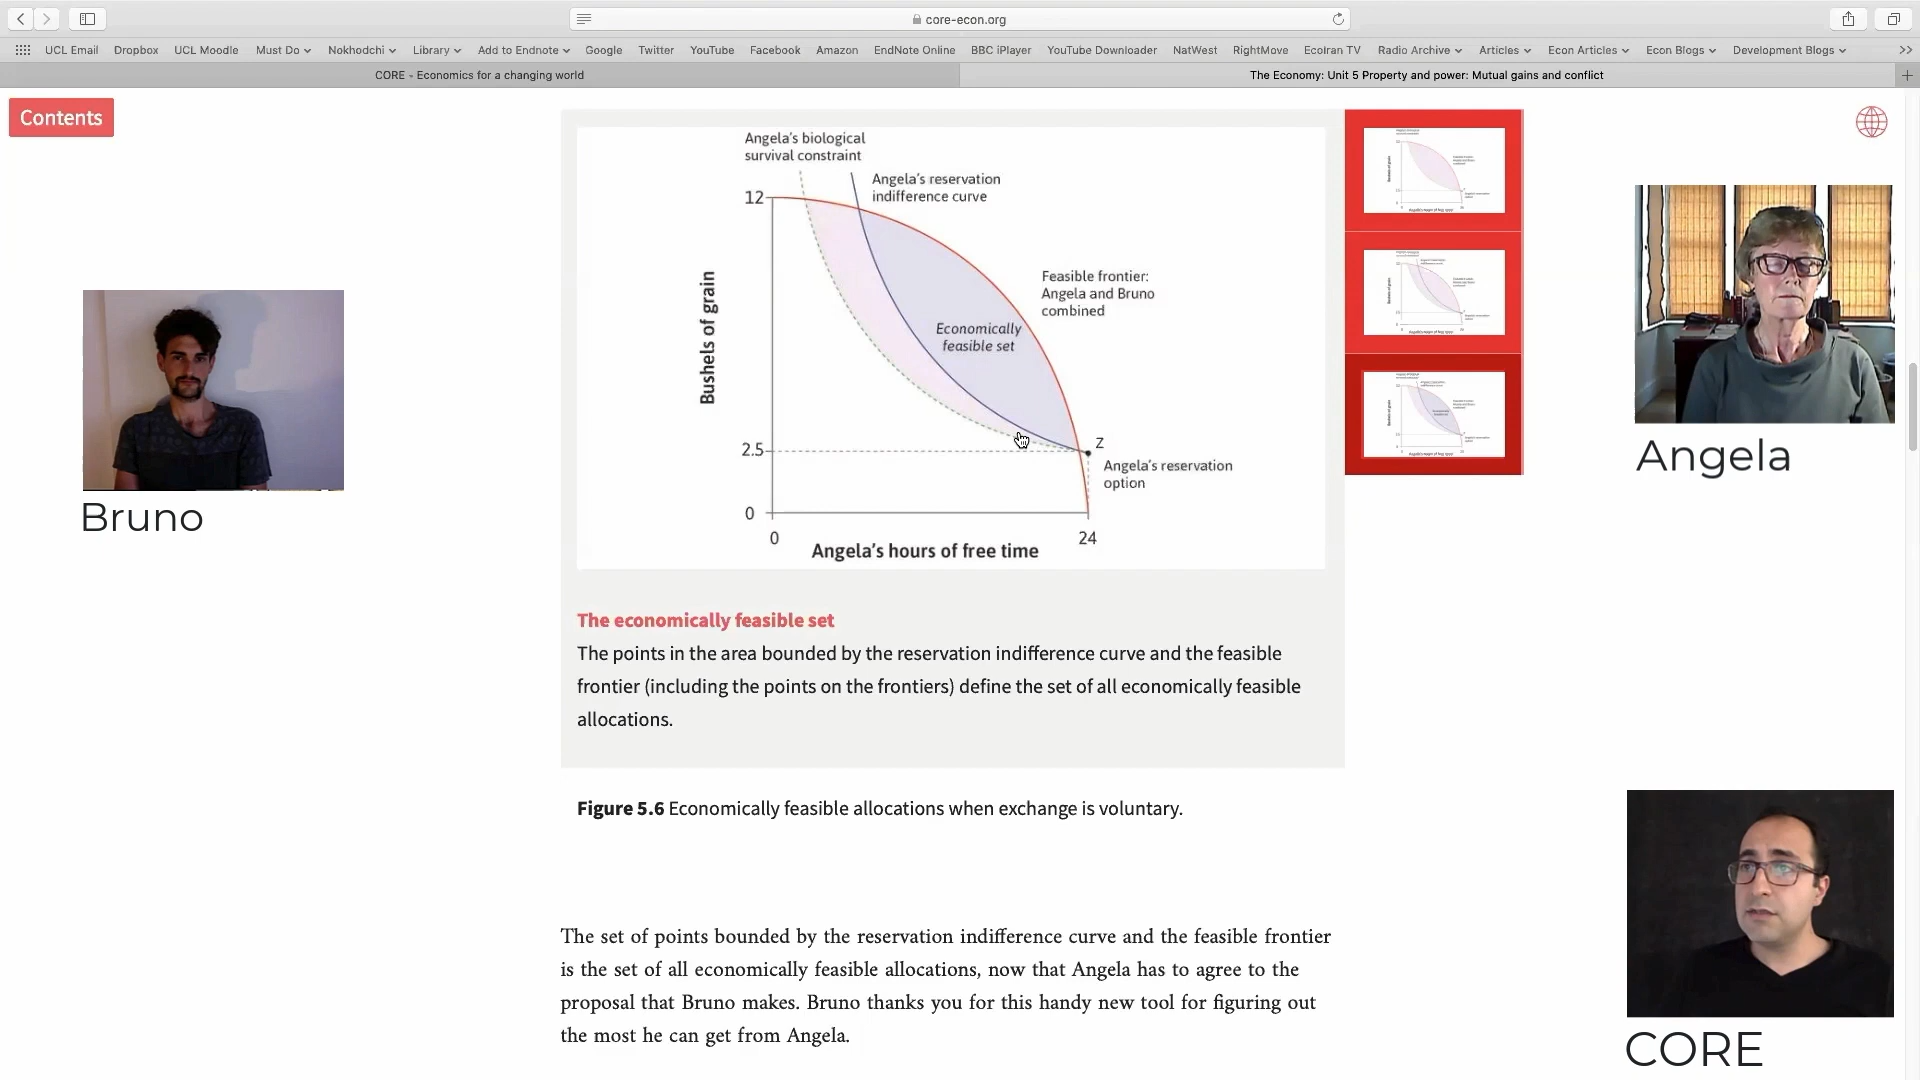 core-econ.org
UCL Email Dropbox UCL Moodle Must Do Nokhodchi Library Add to Endnote Google Twitter YouTube Facebook Amazon EndNote Online BBC iPlayer YouTube Downloader NatWest RightMove EcoIran TV Radio Archive Articles Econ Articles Econ Blogs Development Blogs
CORE - Economics for a changing world
The Economy: Unit 5 Property and power: Mutual gains and conflict
Contents
Angela's biological
survival constraint
Angela's reservation
indifference curve
12
Feasible frontier:
Angela and Bruno
combined
Bushels of grain
Economically
feasible set
2.5
Z
Angela's reservation
option
0
0
24
Angela's hours of free time
Bruno
Angela
The economically feasible set
The points in the area bounded by the reservation indifference curve and the feasible
frontier (including the points on the frontiers) define the set of all economically feasible
allocations.
Figure 5.6 Economically feasible allocations when exchange is voluntary.
The set of points bounded by the reservation indifference curve and the feasible frontier
is the set of all economically feasible allocations, now that Angela has to agree to the
proposal that Bruno makes. Bruno thanks you for this handy new tool for figuring out
the most he can get from Angela.
CORE